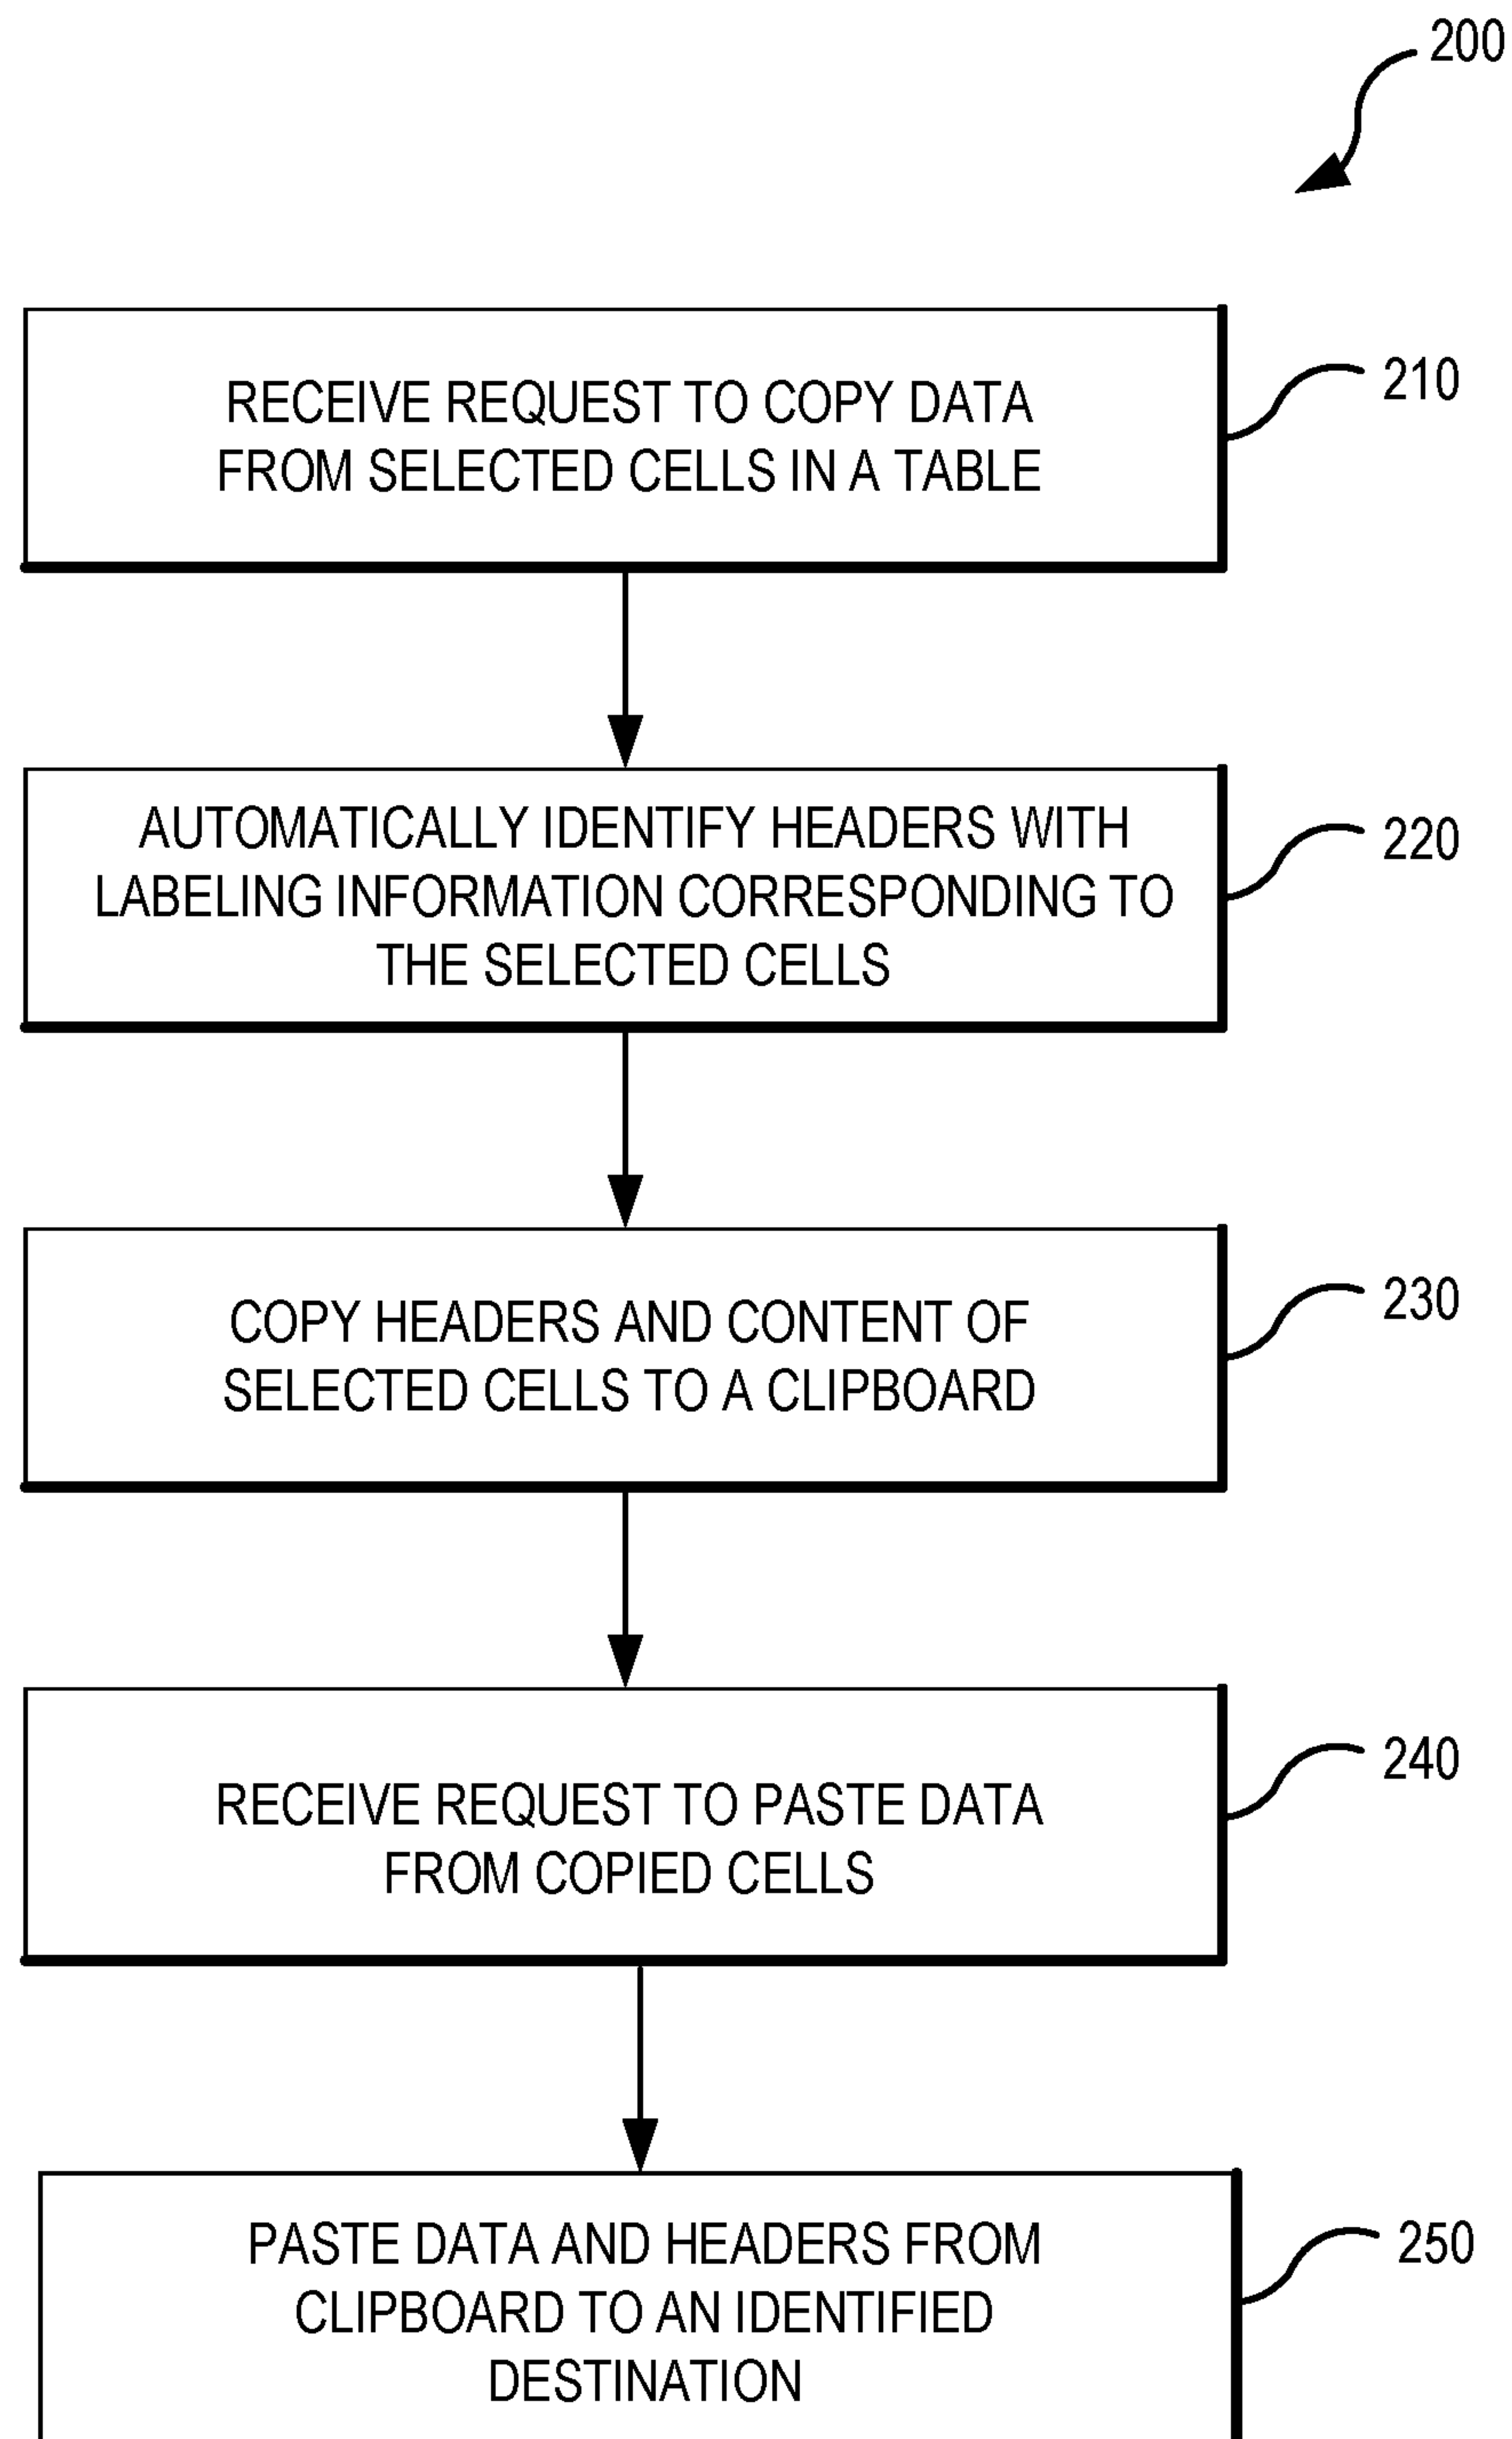 200
RECEIVE REQUEST TO COPY DATA
FROM SELECTED CELLS IN A TABLE
210
AUTOMATICALLY IDENTIFY HEADERS WITH
LABELING INFORMATION CORRESPONDING TO
THE SELECTED CELLS
220
COPY HEADERS AND CONTENT OF
SELECTED CELLS TO A CLIPBOARD
230
RECEIVE REQUEST TO PASTE DATA
FROM COPIED CELLS
240
PASTE DATA AND HEADERS FROM
CLIPBOARD TO AN IDENTIFIED
DESTINATION
250